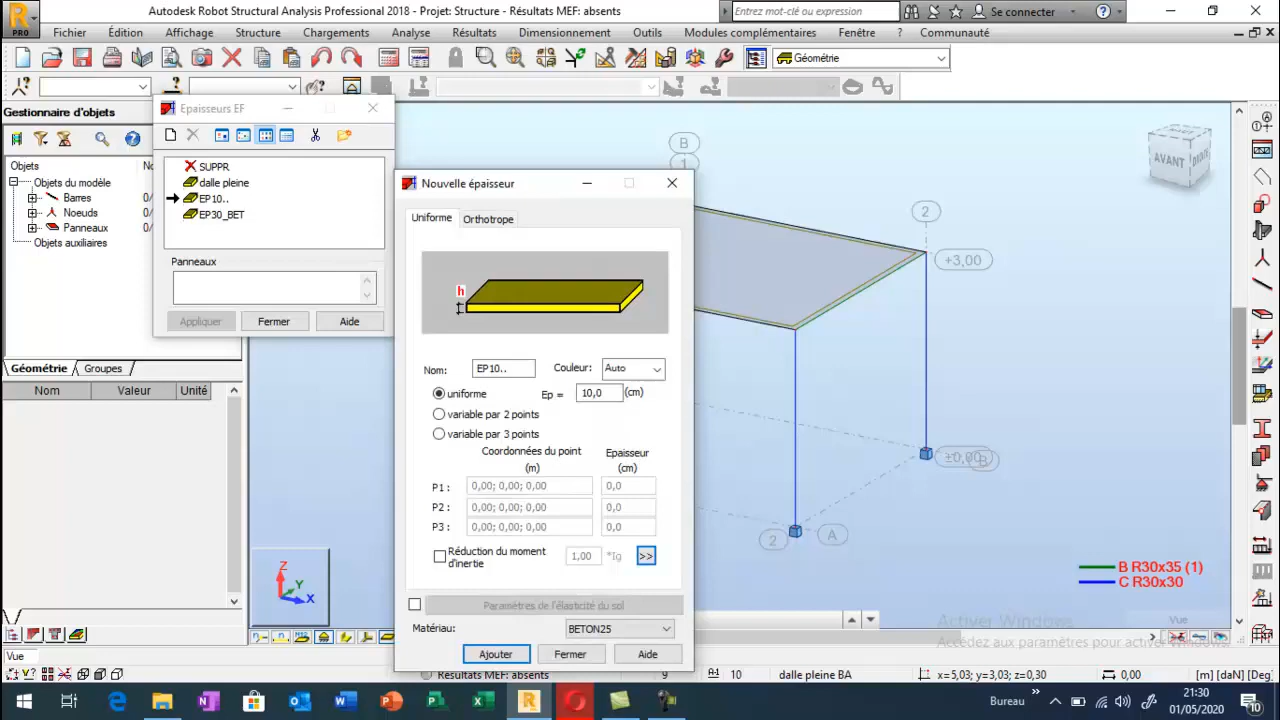 Autodesk Robot Structural Analysis Professional 2018 - Projet: Structure - Résultats MEF: absents
Entrez mot-clé ou expression
Se connecter
PRO
Fichier Édition Affichage Structure Chargements Analyse Résultats Dimensionnement Outils Modules complémentaires Fenêtre ? Communauté
Géométrie
Gestionnaire d'objets
Objets
Objets du modèle
Barres 0/
Noeuds 0/
Panneaux 0/
Objets auxiliaires
Géométrie Groupes
Nom Valeur Unité
Epaisseurs EF
SUPPR
dalle pleine
EP10..
EP30_BET
Panneaux
Appliquer Fermer Aide
Nouvelle épaisseur
Uniforme Orthotrope
h
Nom: EP10.. Couleur: Auto
uniforme Ep = 10,0 (cm)
variable par 2 points
variable par 3 points
Coordonnées du point Epaisseur
(m) (cm)
P1 : 0,00; 0,00; 0,00 0,0
P2 : 0,00; 0,00; 0,00 0,0
P3 : 0,00; 0,00; 0,00 0,0
Réduction du moment
d'inertie 1,00 *Ig >>
Paramètres de l'élasticité du sol
Matériau: BETON25
Ajouter Fermer Aide
B
1
2
+3,00
±0,00
B
2
A
AVANT
Z
Y
X
B R30x35 (1)
C R30x30
Vue
Activer Windows
Accédez aux paramètres pour activer Windows.
Vue
Résultats MEF: absents 9 10 dalle pleine BA x=5,03; y=3,03; z=0,30 0,00 [m] [daN] [Deg]
Bureau
21:30
01/05/2020
10